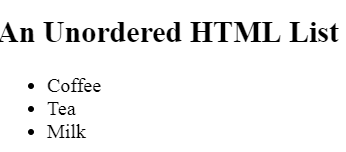 An Unordered HTML List
Coffee
Tea
Milk